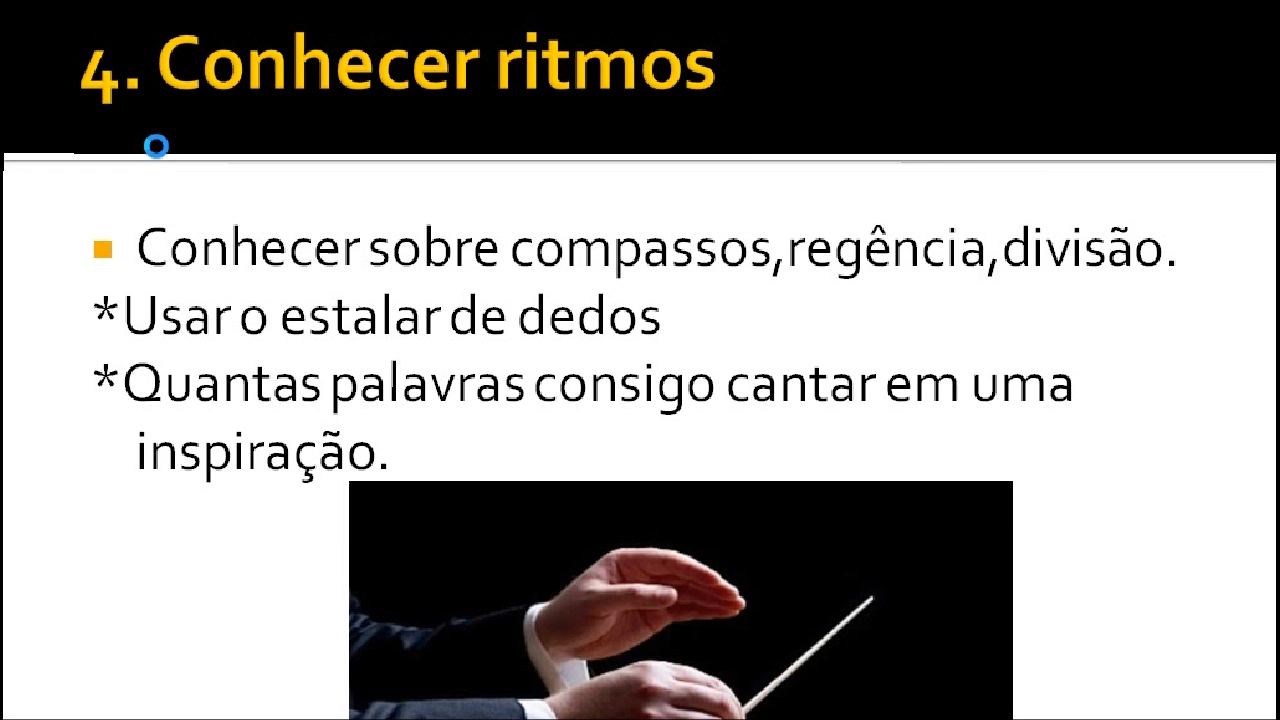 4. Conhecer ritmos
Conhecer sobre compassos,regência,divisão.
*Usar o estalar de dedos
*Quantas palavras consigo cantar em uma
inspiração.